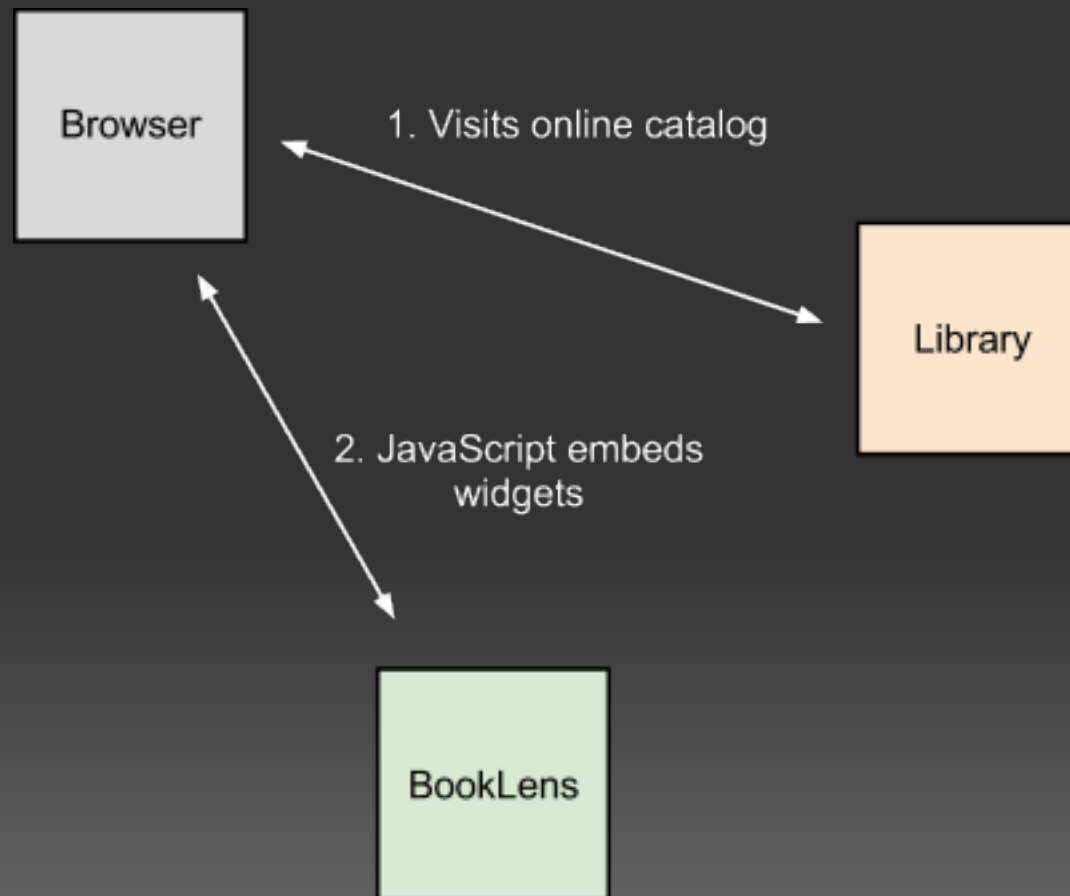 Browser
1. Visits online catalog
Library
2. JavaScript embeds
widgets
BookLens